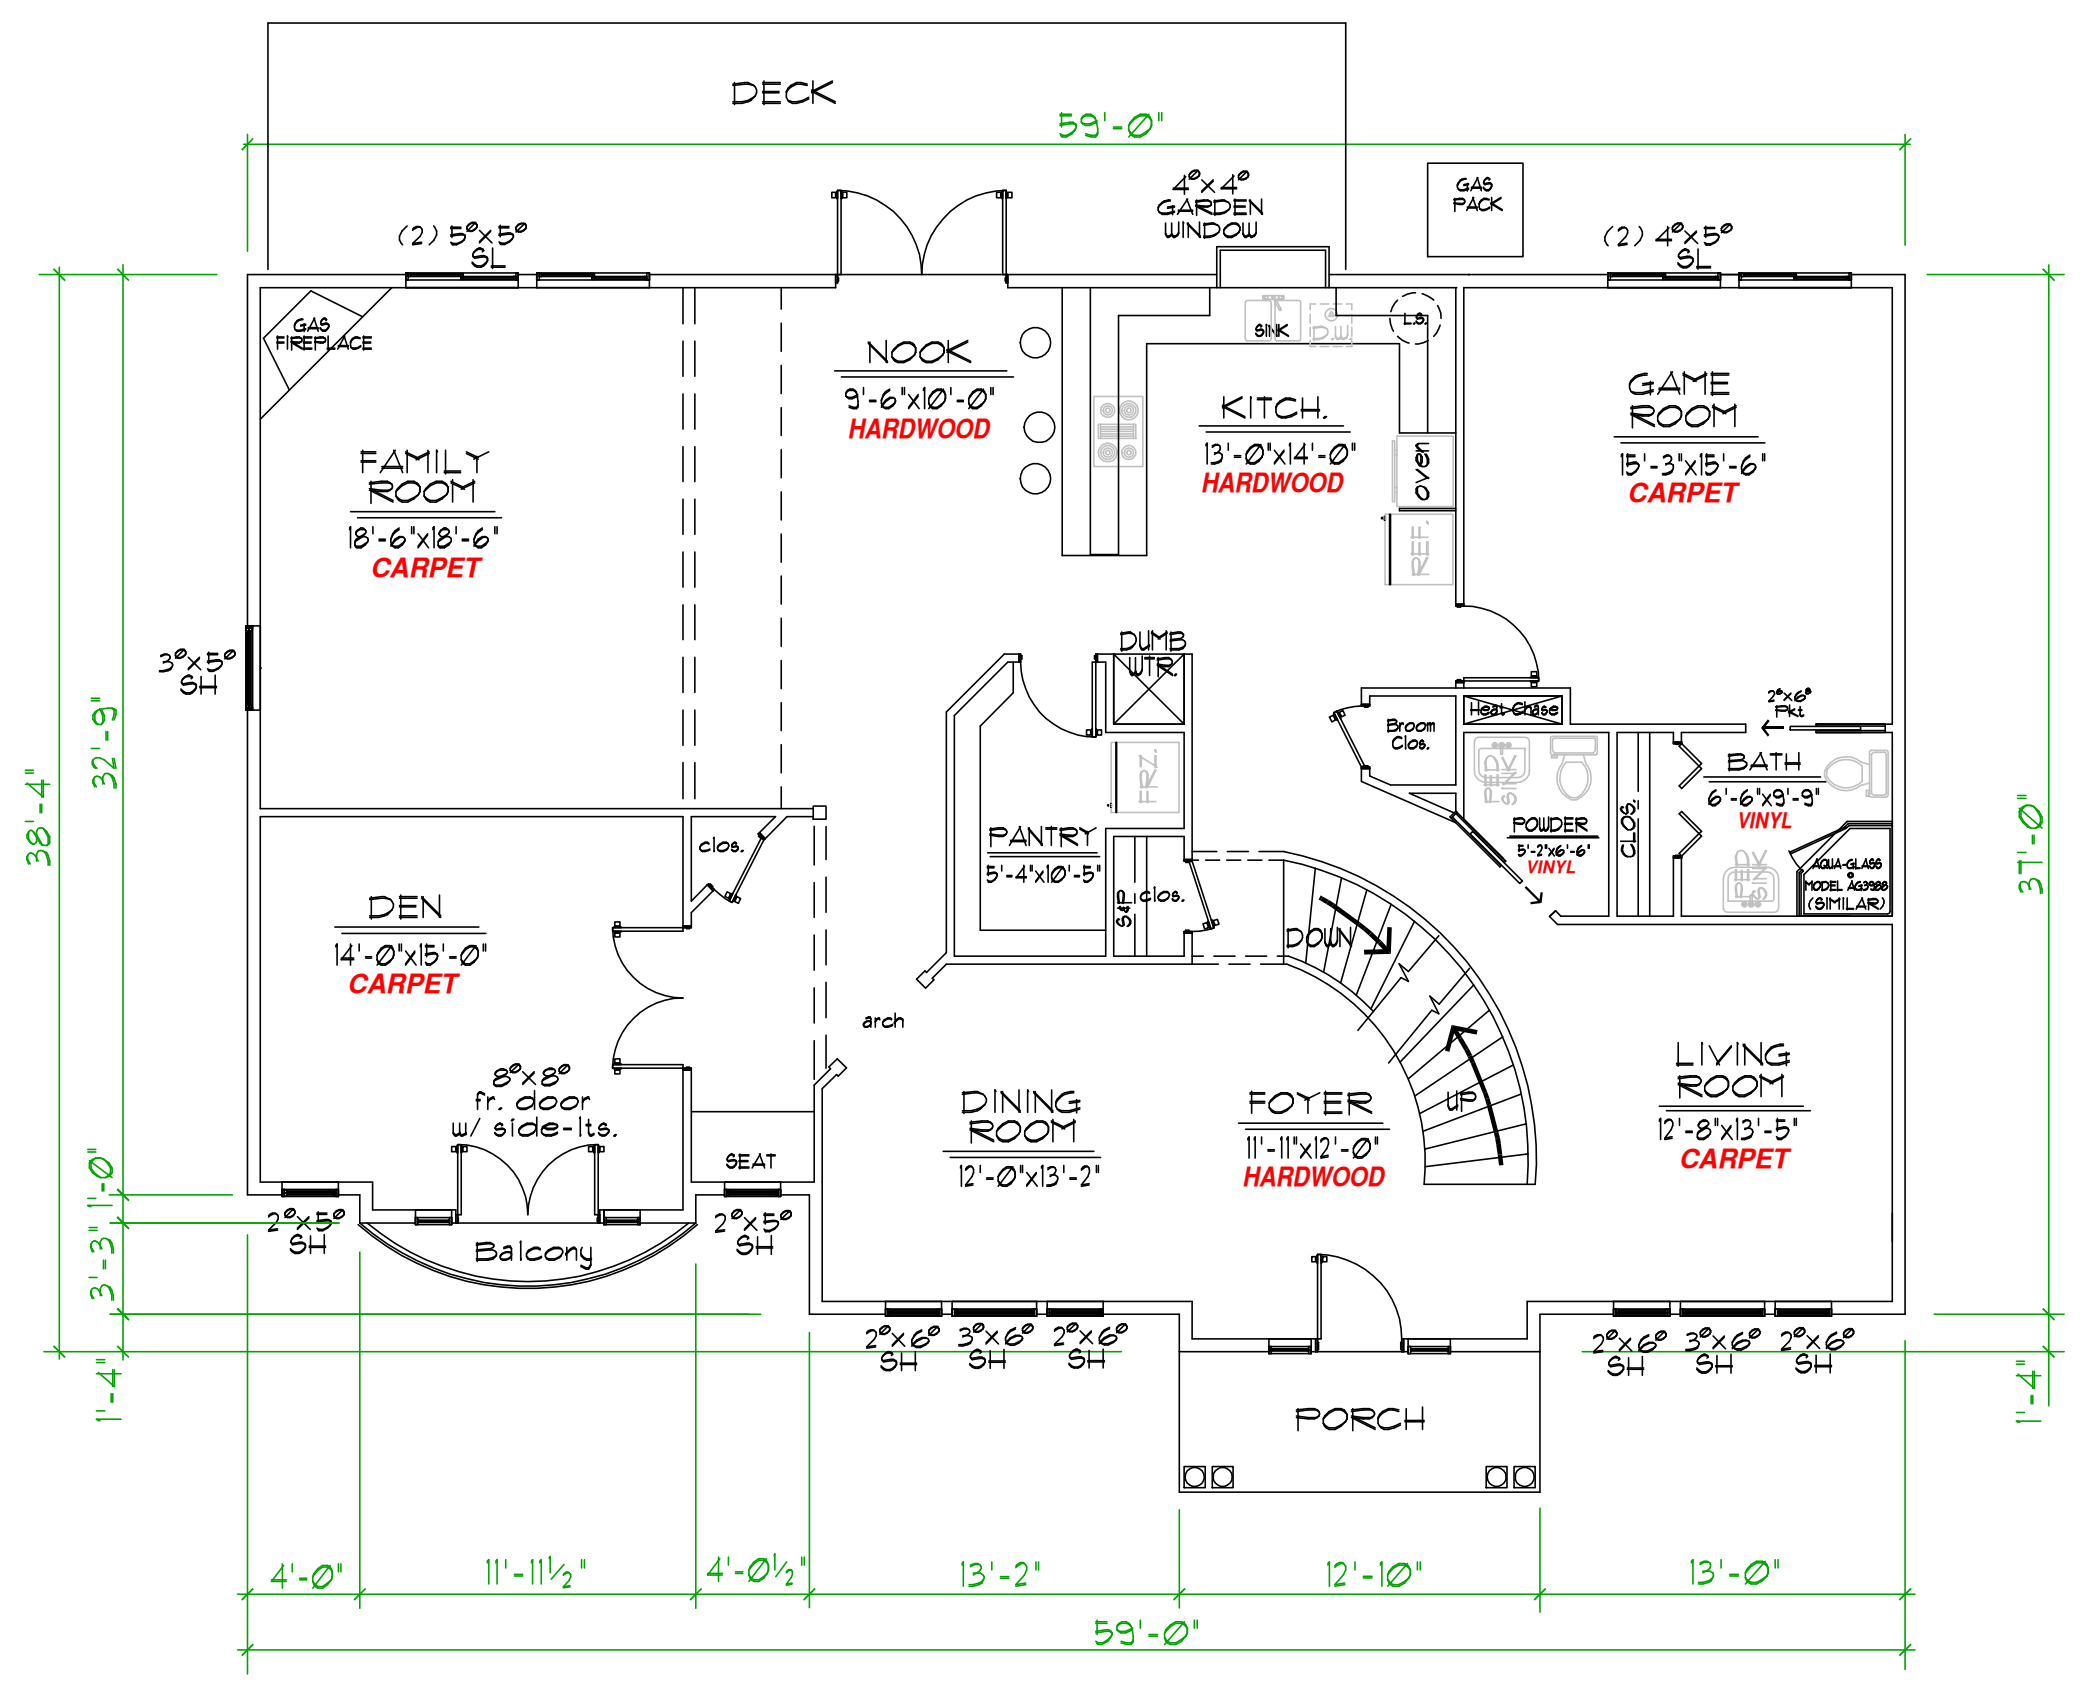 DECK
59'-0"
4⁰x4⁰
GARDEN
WINDOW
GAS
PACK
(2) 5⁰x5⁰
SL
(2) 4⁰x5⁰
SL
GAS
FIREPLACE
SINK
D.W.
L.S.
NOOK
9'-6"x10'-0"
HARDWOOD
KITCH.
13'-0"x14'-0"
HARDWOOD
GAME
ROOM
15'-3"x15'-6"
CARPET
FAMILY
ROOM
18'-6"x18'-6"
CARPET
oven
REF.
3⁰x5⁰
SH
DUMB
WTR.
Heat Chase
2⁶x6⁸
Pkt
Broom
Clos.
32'-9"
38'-4"
37'-0"
FRZ.
PED
SINK
BATH
6'-6"x9'-9"
VINYL
CLOS.
POWDER
5'-2"x6'-6"
VINYL
PANTRY
5'-4"x10'-5"
clos.
S&P
clos.
PED
SINK
AQUA-GLASS
MODEL AG3988
(SIMILAR)
DEN
14'-0"x15'-0"
CARPET
DOWN
arch
8⁰x8⁰
fr. door
w/ side-lts.
DINING
ROOM
12'-0"x13'-2"
FOYER
11'-11"x12'-0"
HARDWOOD
UP
LIVING
ROOM
12'-8"x13'-5"
CARPET
SEAT
1'-0"
3'-3"
1'-4"
2⁰x5⁰
SH
Balcony
2⁰x5⁰
SH
2⁰x6⁰
SH
3⁰x6⁰
SH
2⁰x6⁰
SH
2⁰x6⁰
SH
3⁰x6⁰
SH
2⁰x6⁰
SH
1'-4"
PORCH
4'-0"
11'-11½"
4'-0½"
13'-2"
12'-10"
13'-0"
59'-0"